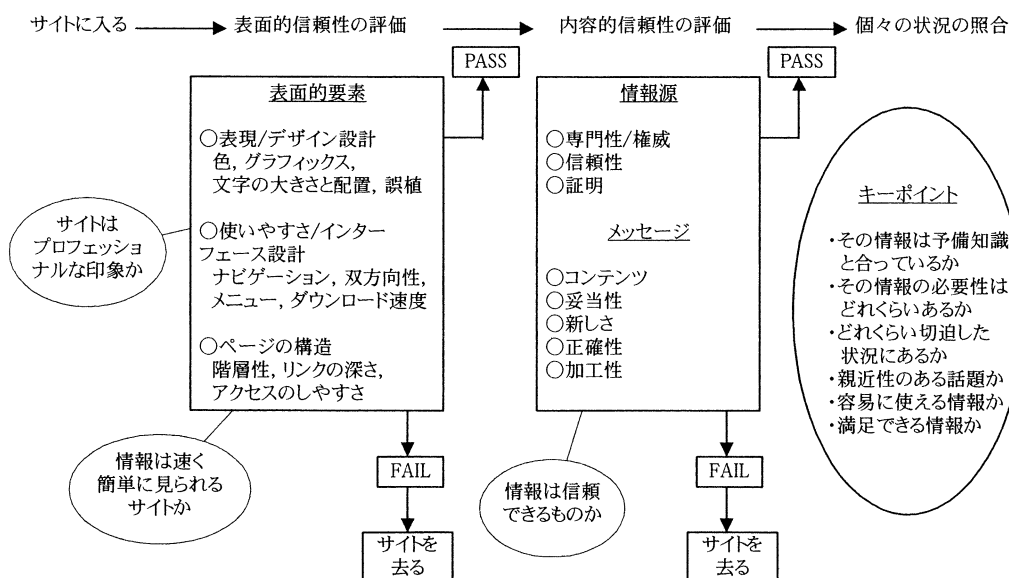 サイトに入る
表面的信頼性の評価
内容的信頼性の評価
個々の状況の照合
PASS
PASS
表面的要素
○表現/デザイン設計
色, グラフィックス,
文字の大きさと配置, 誤植
○使いやすさ/インター
フェース設計
ナビゲーション, 双方向性,
メニュー, ダウンロード速度
○ページの構造
階層性, リンクの深さ,
アクセスのしやすさ
サイトは
プロフェッショ
ナルな印象か
情報は速く
簡単に見られる
サイトか
FAIL
サイトを
去る
情報源
○専門性/権威
○信頼性
○証明
メッセージ
○コンテンツ
○妥当性
○新しさ
○正確性
○加工性
情報は信頼
できるものか
FAIL
サイトを
去る
キーポイント
・その情報は予備知識
と合っているか
・その情報の必要性は
どれくらいあるか
・どれくらい切迫した
状況にあるか
・親近性のある話題か
・容易に使える情報か
・満足できる情報か